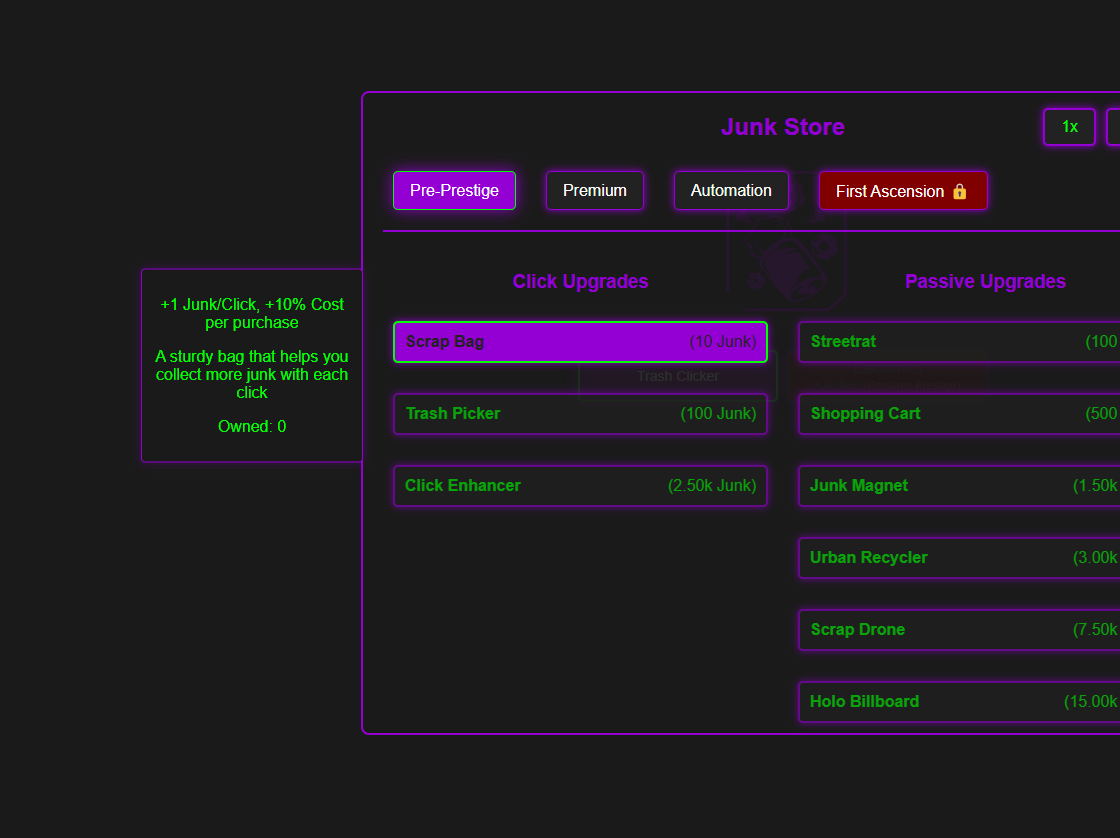 Junk Store
1x
Pre-Prestige
Premium
Automation
First Ascension
Click Upgrades
Passive Upgrades
+1 Junk/Click, +10% Cost
per purchase
A sturdy bag that helps you
collect more junk with each
click
Owned: 0
Scrap Bag (10 Junk)
Trash Clicker
Trash Picker (100 Junk)
Click Enhancer (2.50k Junk)
Streetrat (100
Shopping Cart (500
Junk Magnet (1.50k
Urban Recycler (3.00k
Scrap Drone (7.50k
Holo Billboard (15.00k